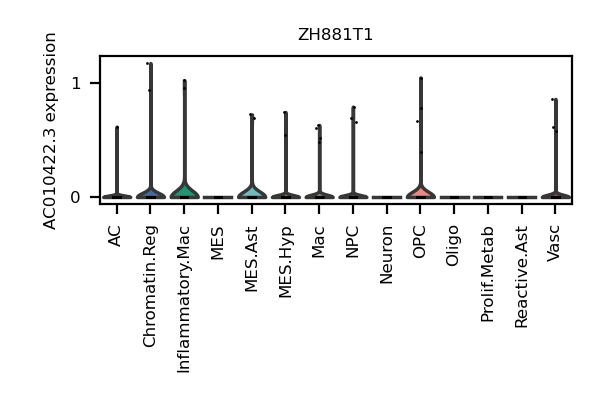 ZH881T1
AC010422.3 expression
1
0
AC
Chromatin.Reg
Inflammatory.Mac
MES
MES.Ast
MES.Hyp
Mac
NPC
Neuron
OPC
Oligo
Prolif.Metab
Reactive.Ast
Vasc